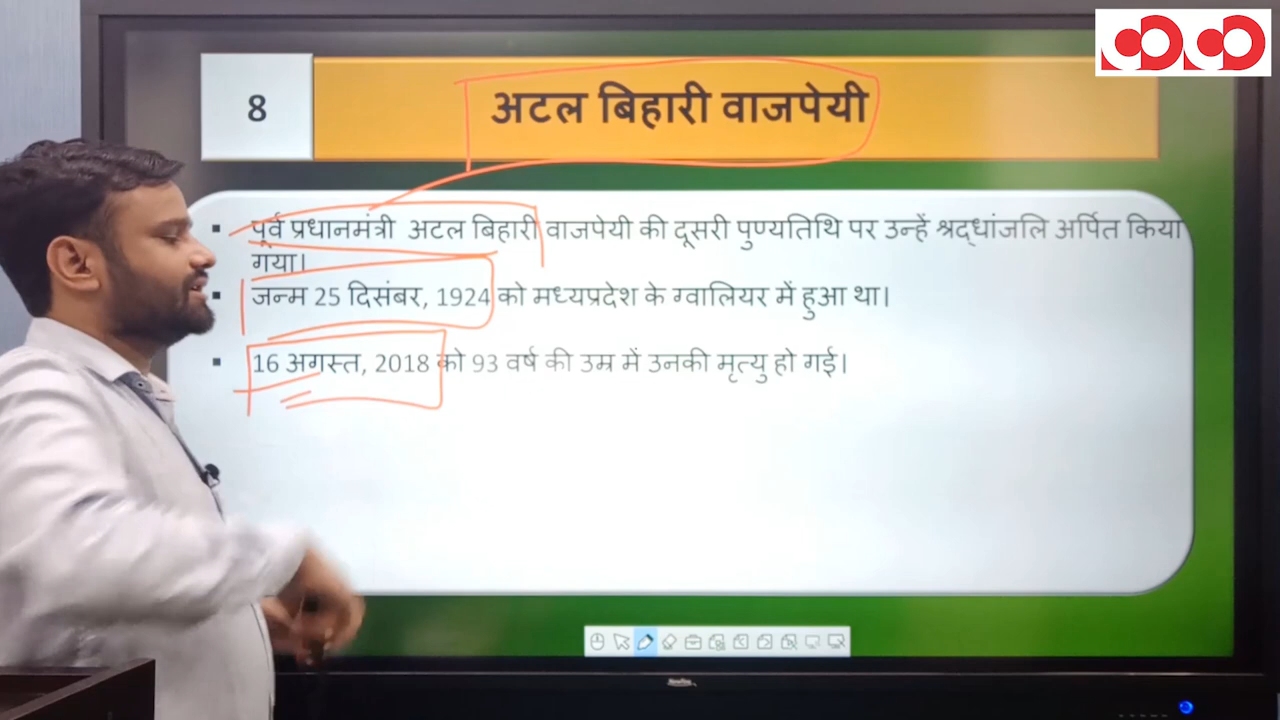 8
अटल बिहारी वाजपेयी
▪ पूर्व प्रधानमंत्री अटल बिहारी वाजपेयी की दूसरी पुण्यतिथि पर उन्हें श्रद्धांजलि अर्पित किया
गया।
▪ जन्म 25 दिसंबर, 1924 को मध्यप्रदेश के ग्वालियर में हुआ था।
▪ 16 अगस्त, 2018 को 93 वर्ष की उम्र में उनकी मृत्यु हो गई।